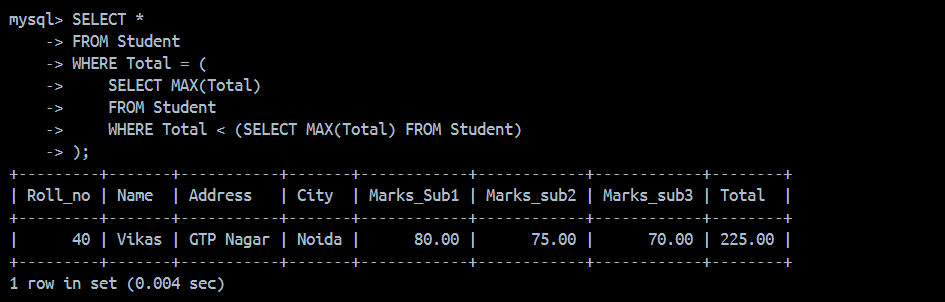 mysql> SELECT *
    -> FROM Student
    -> WHERE Total = (
    ->     SELECT MAX(Total)
    ->     FROM Student
    ->     WHERE Total < (SELECT MAX(Total) FROM Student)
    -> );
+---------+-------+-----------+-------+------------+------------+------------+--------+
| Roll_no | Name  | Address   | City  | Marks_Sub1 | Marks_sub2 | Marks_sub3 | Total  |
+---------+-------+-----------+-------+------------+------------+------------+--------+
|      40 | Vikas | GTP Nagar | Noida |      80.00 |      75.00 |      70.00 | 225.00 |
+---------+-------+-----------+-------+------------+------------+------------+--------+
1 row in set (0.004 sec)